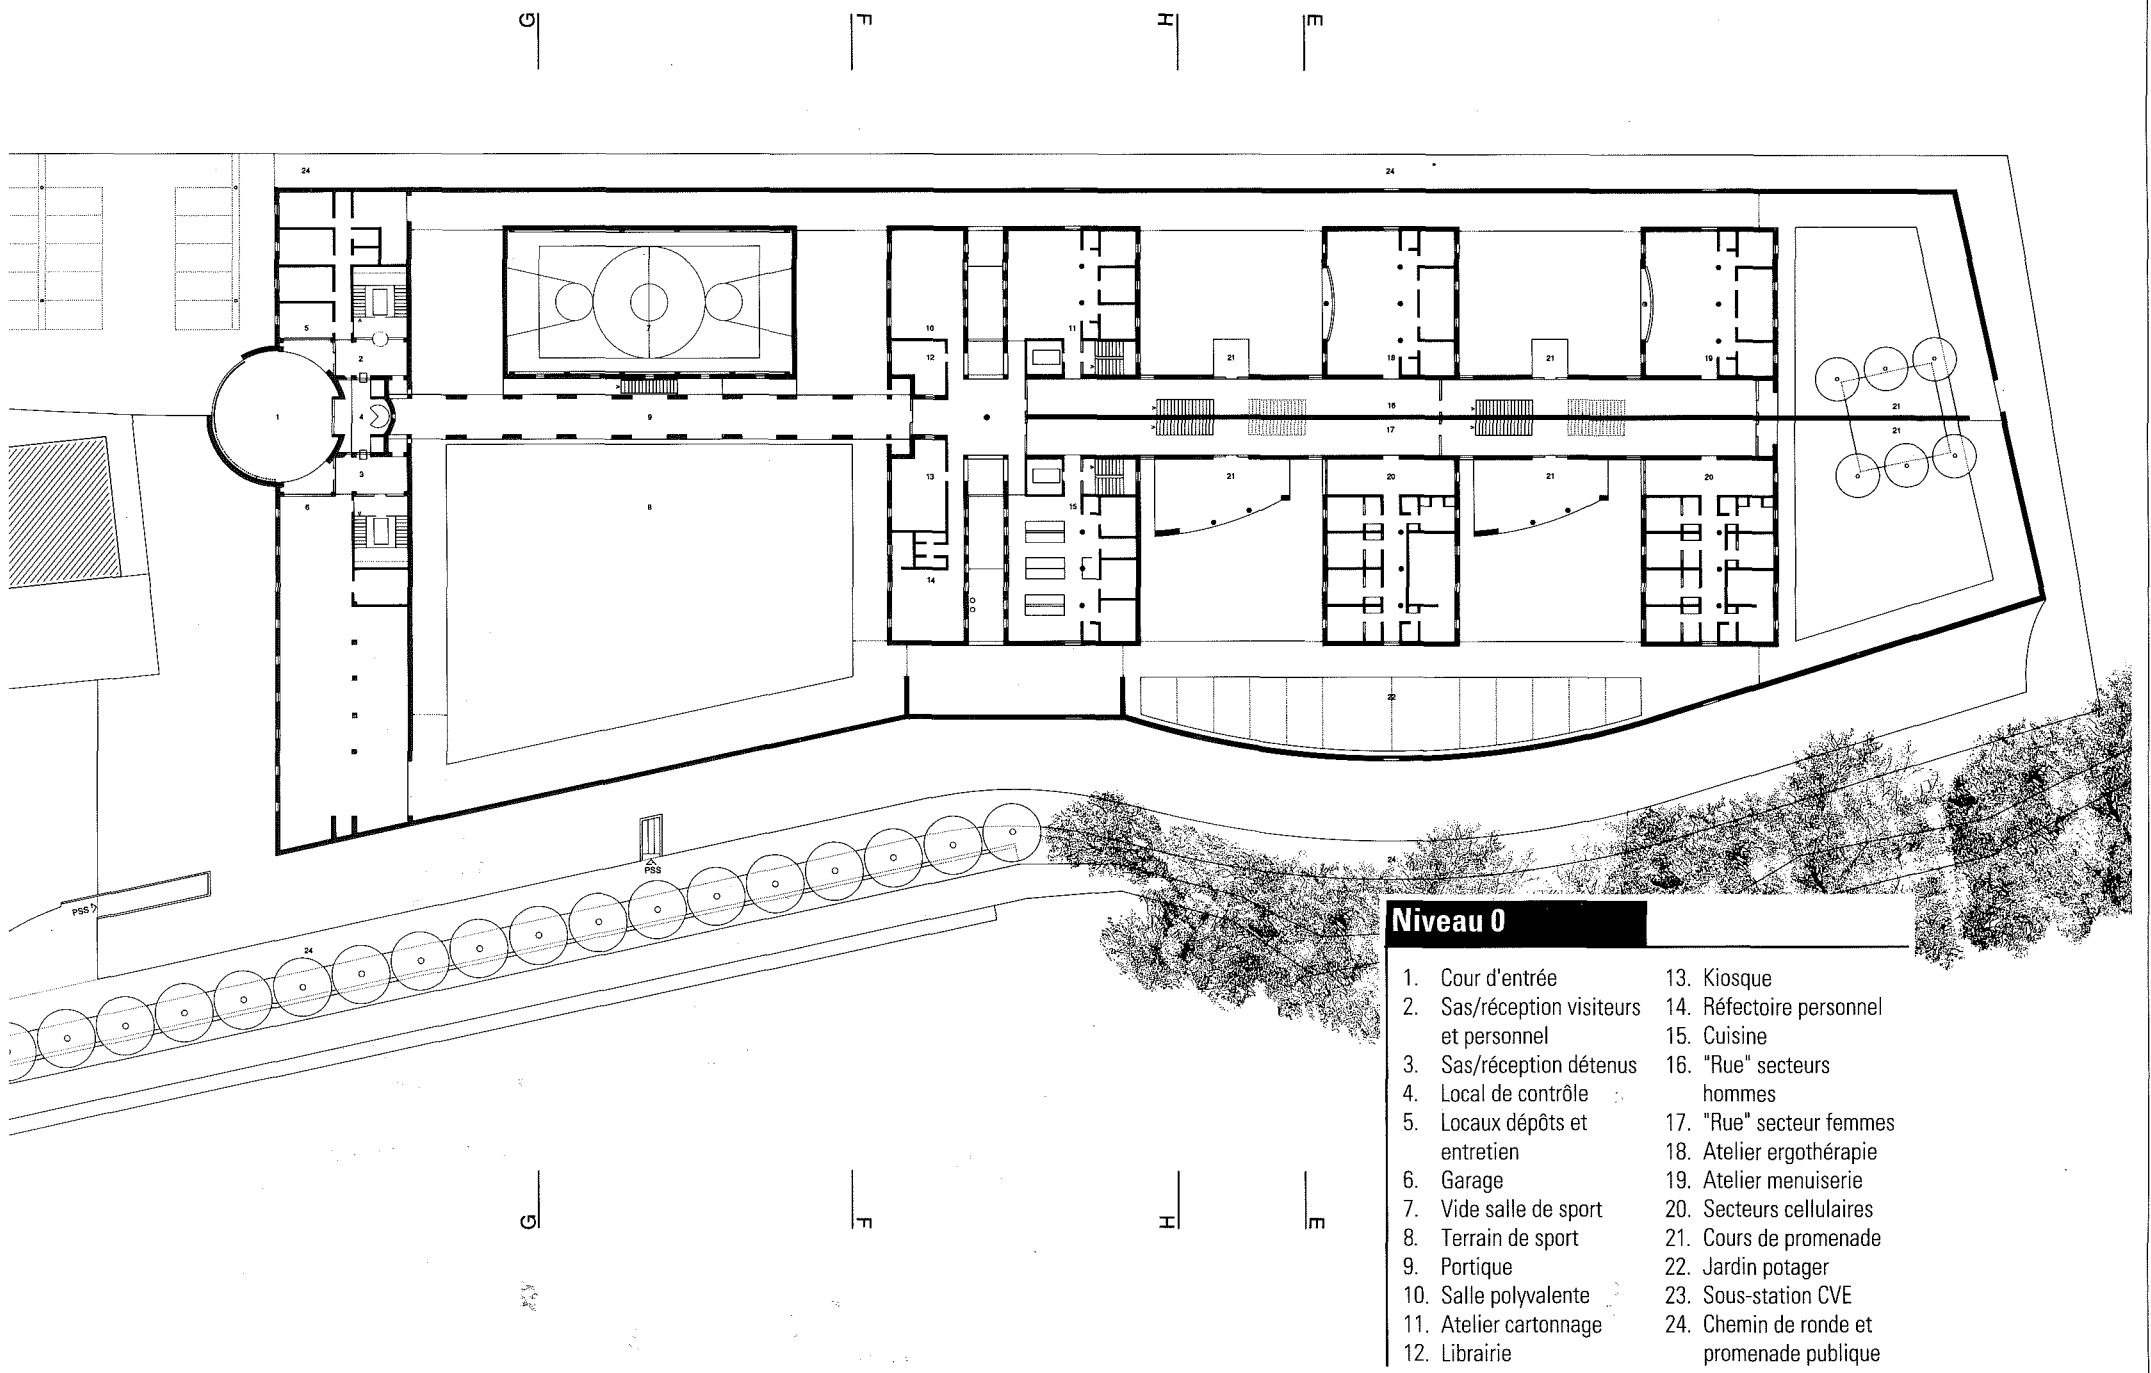 G F H E
24 24
5
2
1 4
3
6
7
9
8
10 11
12
13
15
14
21 18 21 19
16
17
21
21
21 20 21 20
22
PSS
PSS
24
24
G F H E
Niveau 0
1. Cour d'entrée
2. Sas/réception visiteurs
et personnel
3. Sas/réception détenus
4. Local de contrôle
5. Locaux dépôts et
entretien
6. Garage
7. Vide salle de sport
8. Terrain de sport
9. Portique
10. Salle polyvalente
11. Atelier cartonnage
12. Librairie
13. Kiosque
14. Réfectoire personnel
15. Cuisine
16. "Rue" secteurs
hommes
17. "Rue" secteur femmes
18. Atelier ergothérapie
19. Atelier menuiserie
20. Secteurs cellulaires
21. Cours de promenade
22. Jardin potager
23. Sous-station CVE
24. Chemin de ronde et
promenade publique